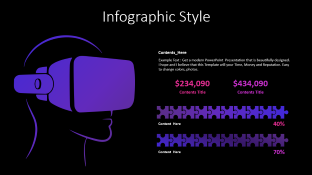 Infographic Style
Contents_Here
Example Text : Get a modern PowerPoint Presentation that is beautifully designed.
I hope and I believe that this Template will your Time, Money and Reputation. Easy
to change colors, photos.
$234,090 $434,090
Contents Title Contents Title
Content Here 40%
Content Here 70%